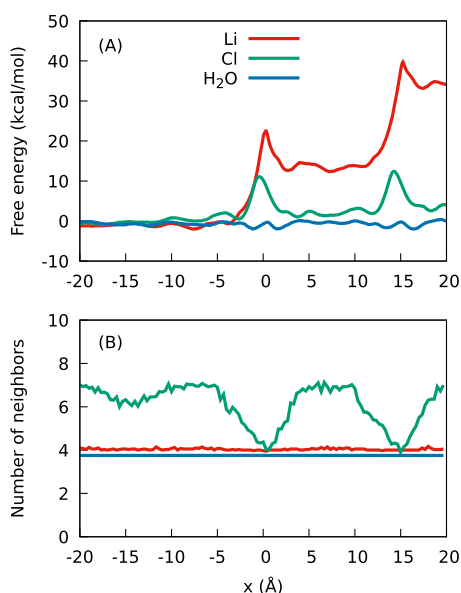 50
40
30
20
10
0
-10
Free energy (kcal/mol)
(A)
Li
Cl
H₂O
-20 -15 -10 -5 0 5 10 15 20
10
8
6
4
2
0
Number of neighbors
(B)
-20 -15 -10 -5 0 5 10 15 20
x (Å)